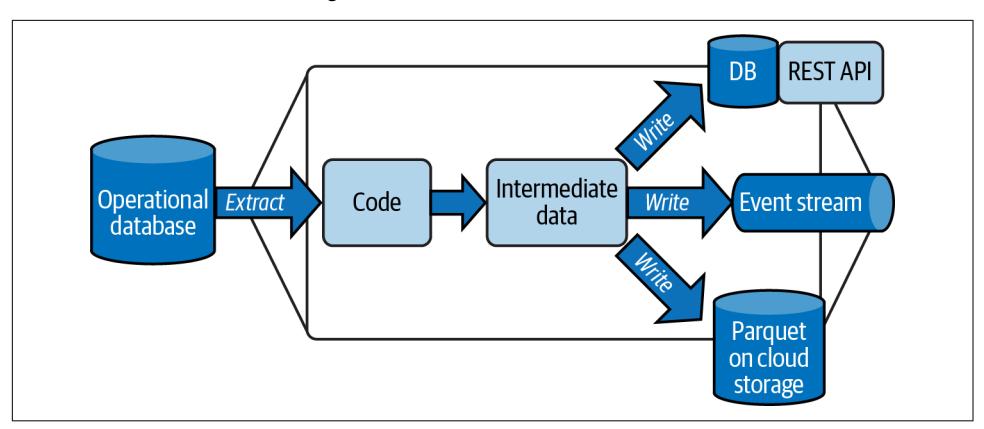 DB
REST API
Write
Operational
database
Extract
Code
Intermediate
data
Write
Event stream
Write
Parquet
on cloud
storage